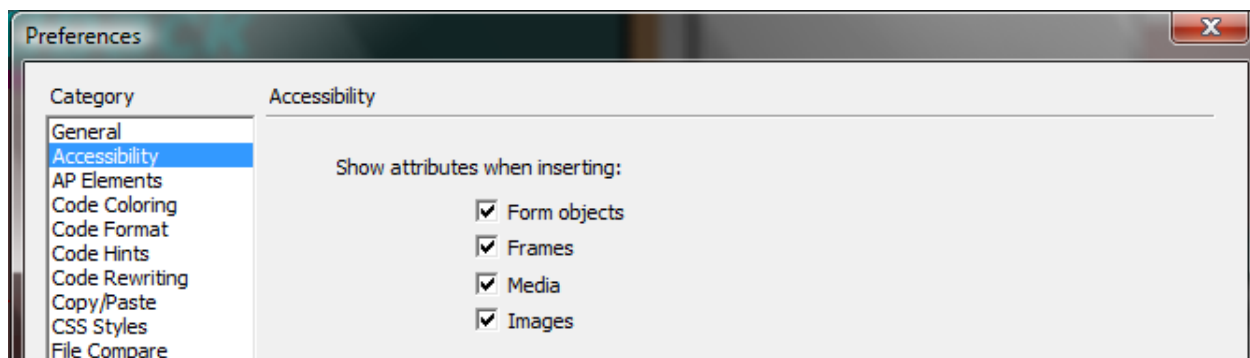 Preferences
X
Category
General
Accessibility
AP Elements
Code Coloring
Code Format
Code Hints
Code Rewriting
Copy/Paste
CSS Styles
File Compare
Accessibility
Show attributes when inserting:
Form objects
Frames
Media
Images